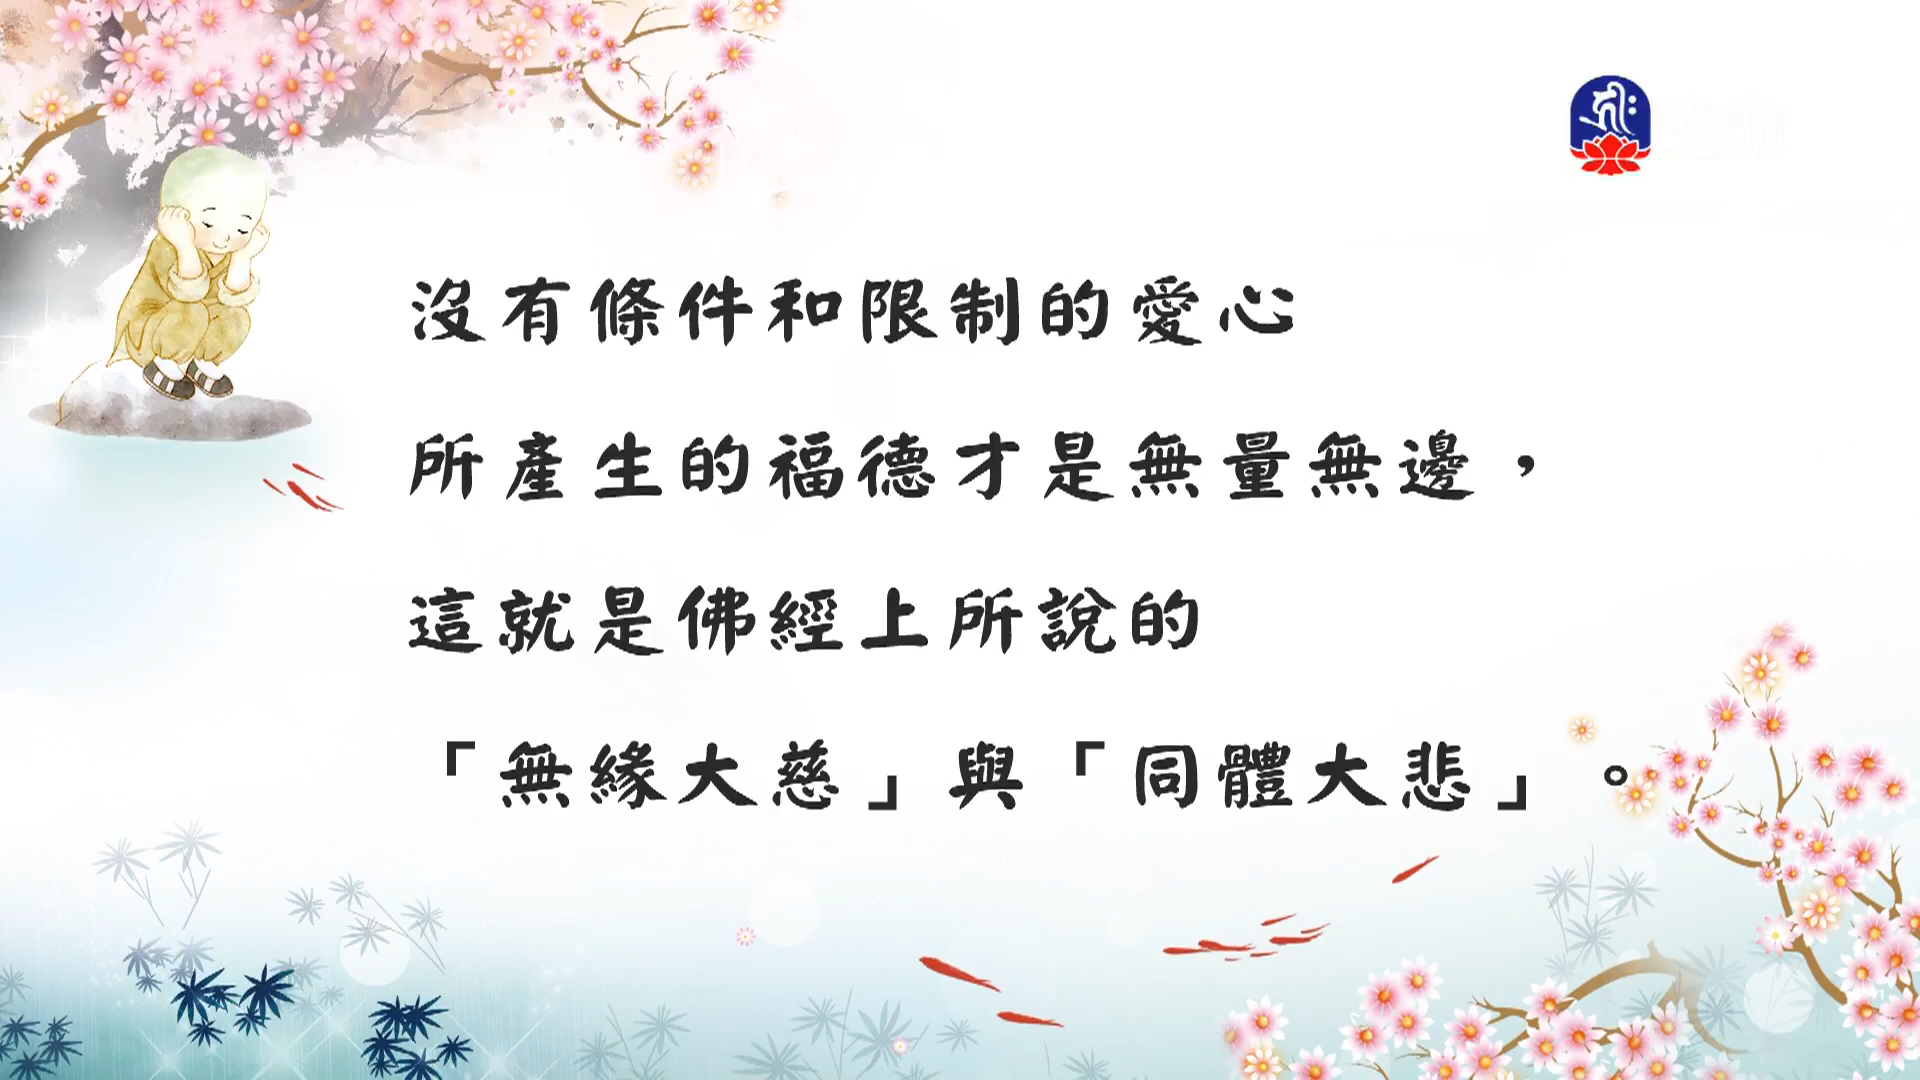 沒有條件和限制的愛心
所產生的福德才是無量無邊，
這就是佛經上所說的
「無緣大慈」與「同體大悲」。